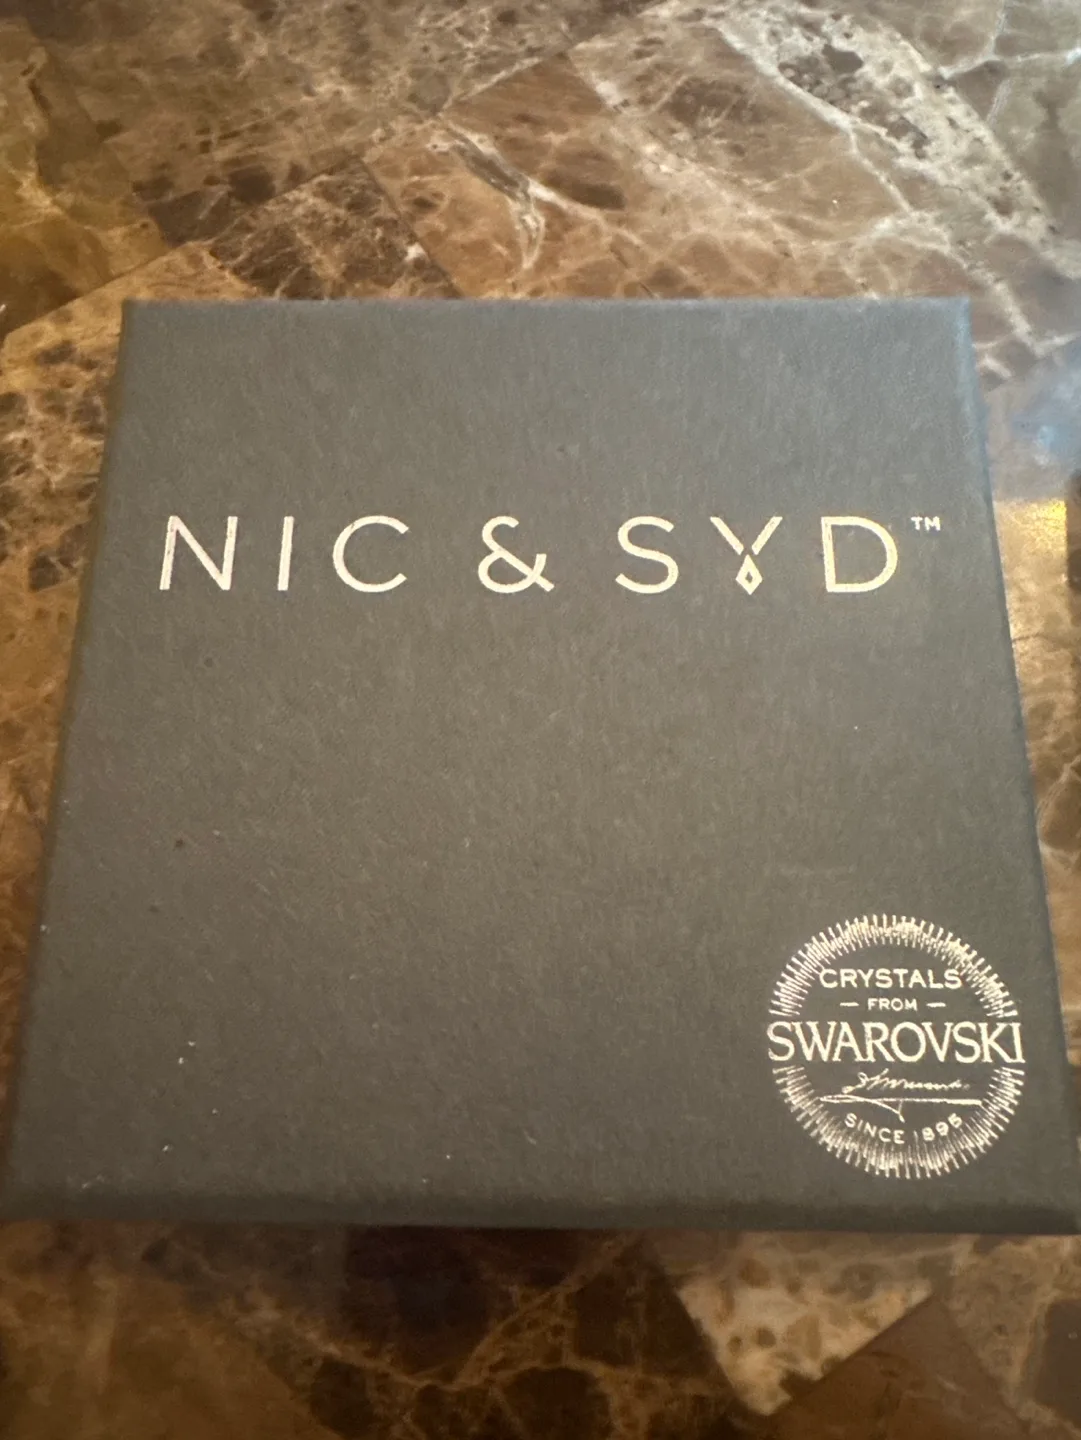 NIC & SYD™
CRYSTALS
— FROM —
SWAROVSKI
SINCE 1895